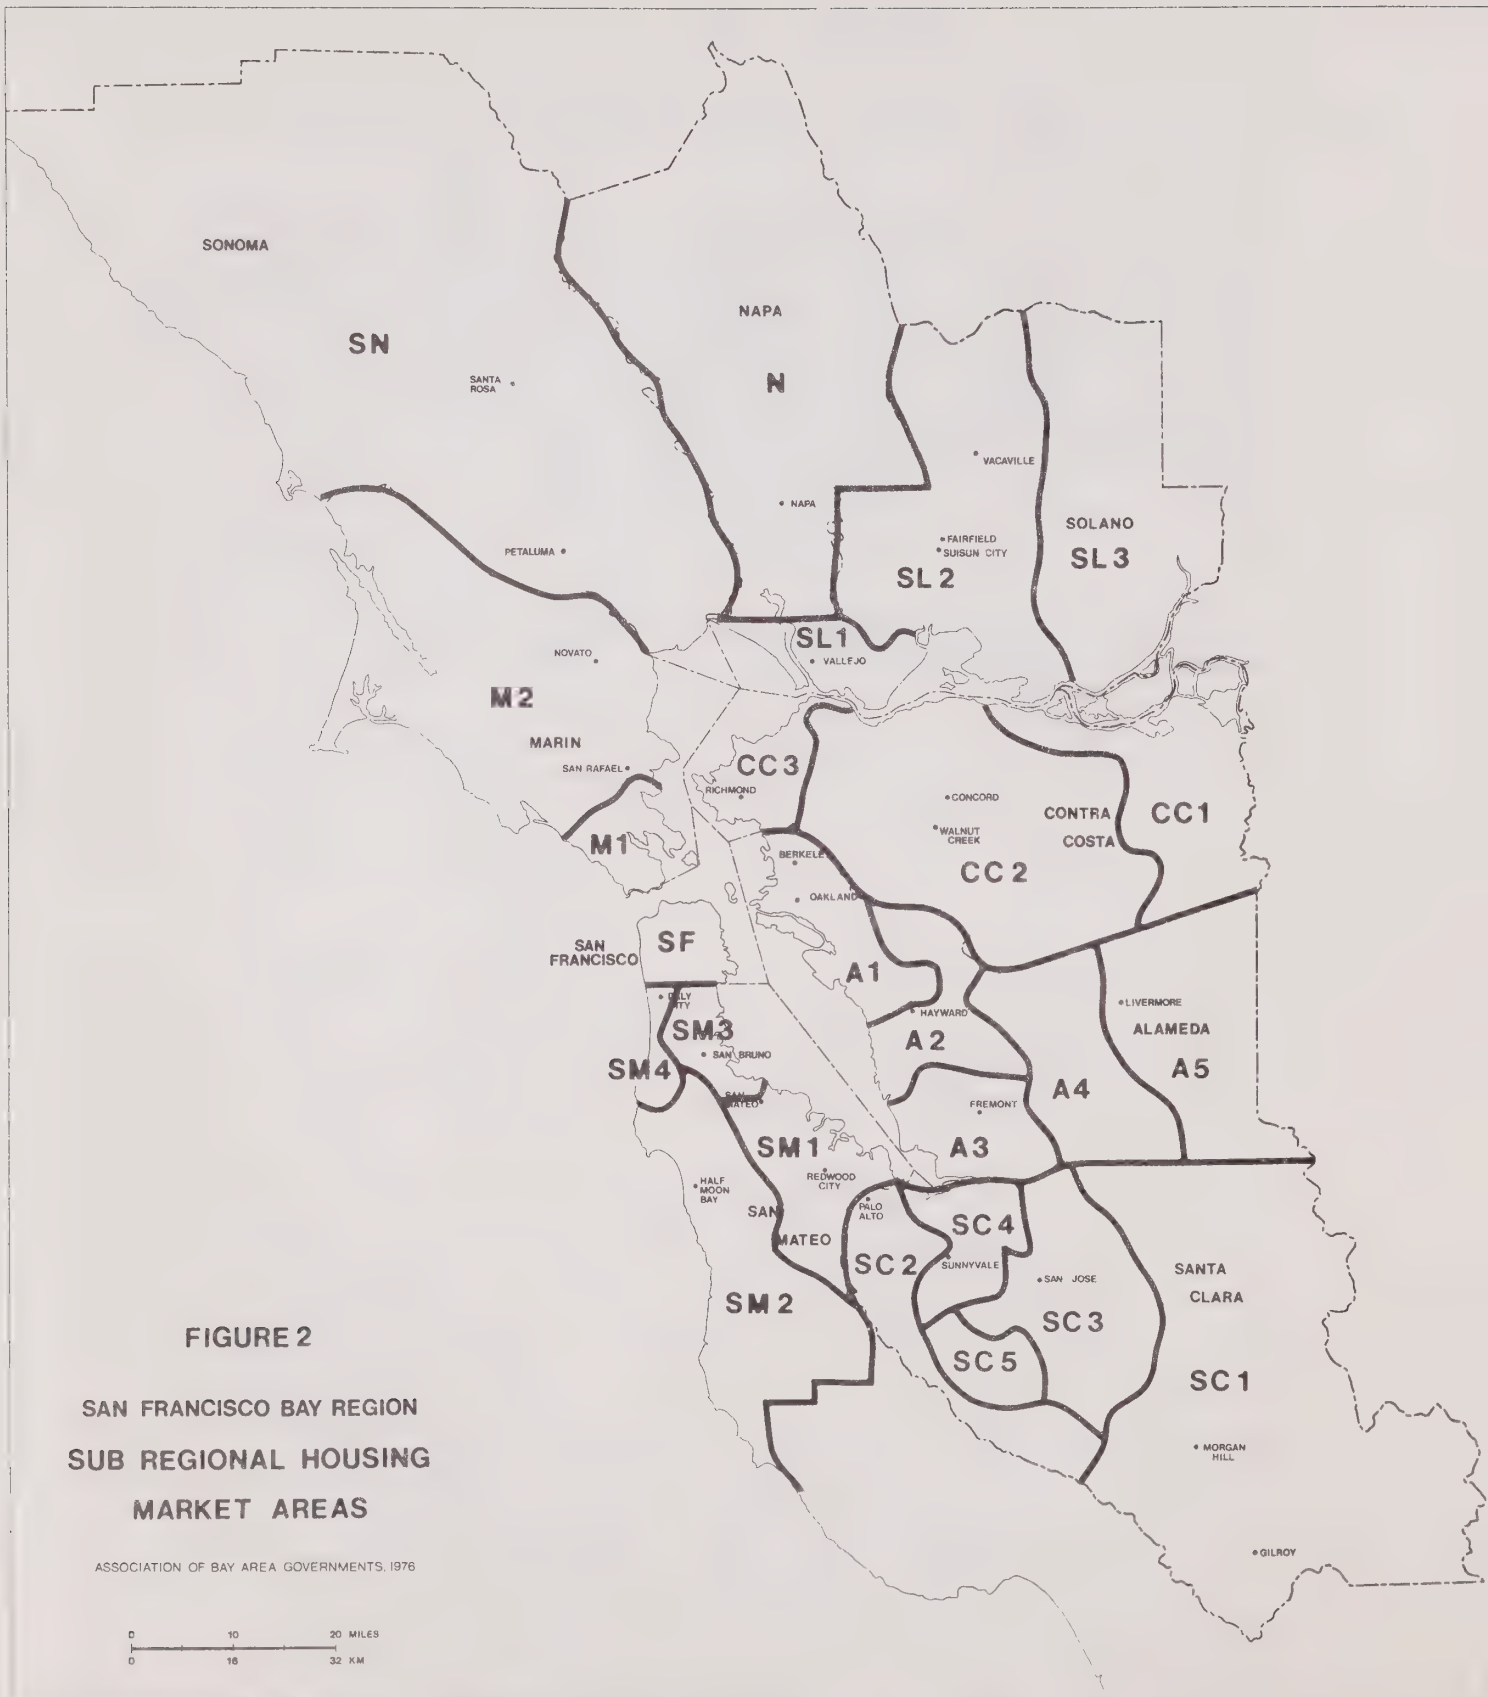 SONOMA
NAPA
SN
N
SANTA
ROSA
VACAVILLE
NAPA
SOLANO
FAIRFIELD
SUISUN CITY
PETALUMA
SL3
SL2
SL1
NOVATO
VALLEJO
M2
MARIN
SAN RAFAEL
CC3
RICHMOND
CONCORD
CONTRA
COSTA
CC1
WALNUT
CREEK
M1
BERKELEY
CC2
OAKLAND
SF
SAN
FRANCISCO
A1
DALY
CITY
HAYWARD
LIVERMORE
ALAMEDA
SM3
A2
SAN BRUNO
SM4
A5
A4
SAN
MATEO
FREMONT
SM1
A3
REDWOOD
CITY
HALF
MOON
BAY
PALO
ALTO
SAN
MATEO
SC4
SC2
SUNNYVALE
SAN JOSE
SANTA
CLARA
SM2
SC3
SC5
SC1
MORGAN
HILL
GILROY
FIGURE 2
SAN FRANCISCO BAY REGION
SUB REGIONAL HOUSING
MARKET AREAS
ASSOCIATION OF BAY AREA GOVERNMENTS, 1976
0 10 20 MILES
0 16 32 KM